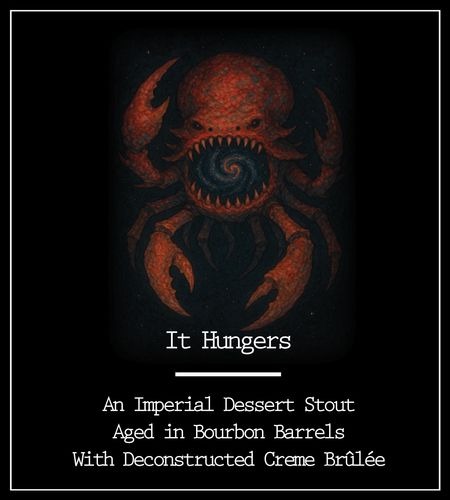 It Hungers
An Imperial Dessert Stout
Aged in Bourbon Barrels
With Deconstructed Creme Brûlée